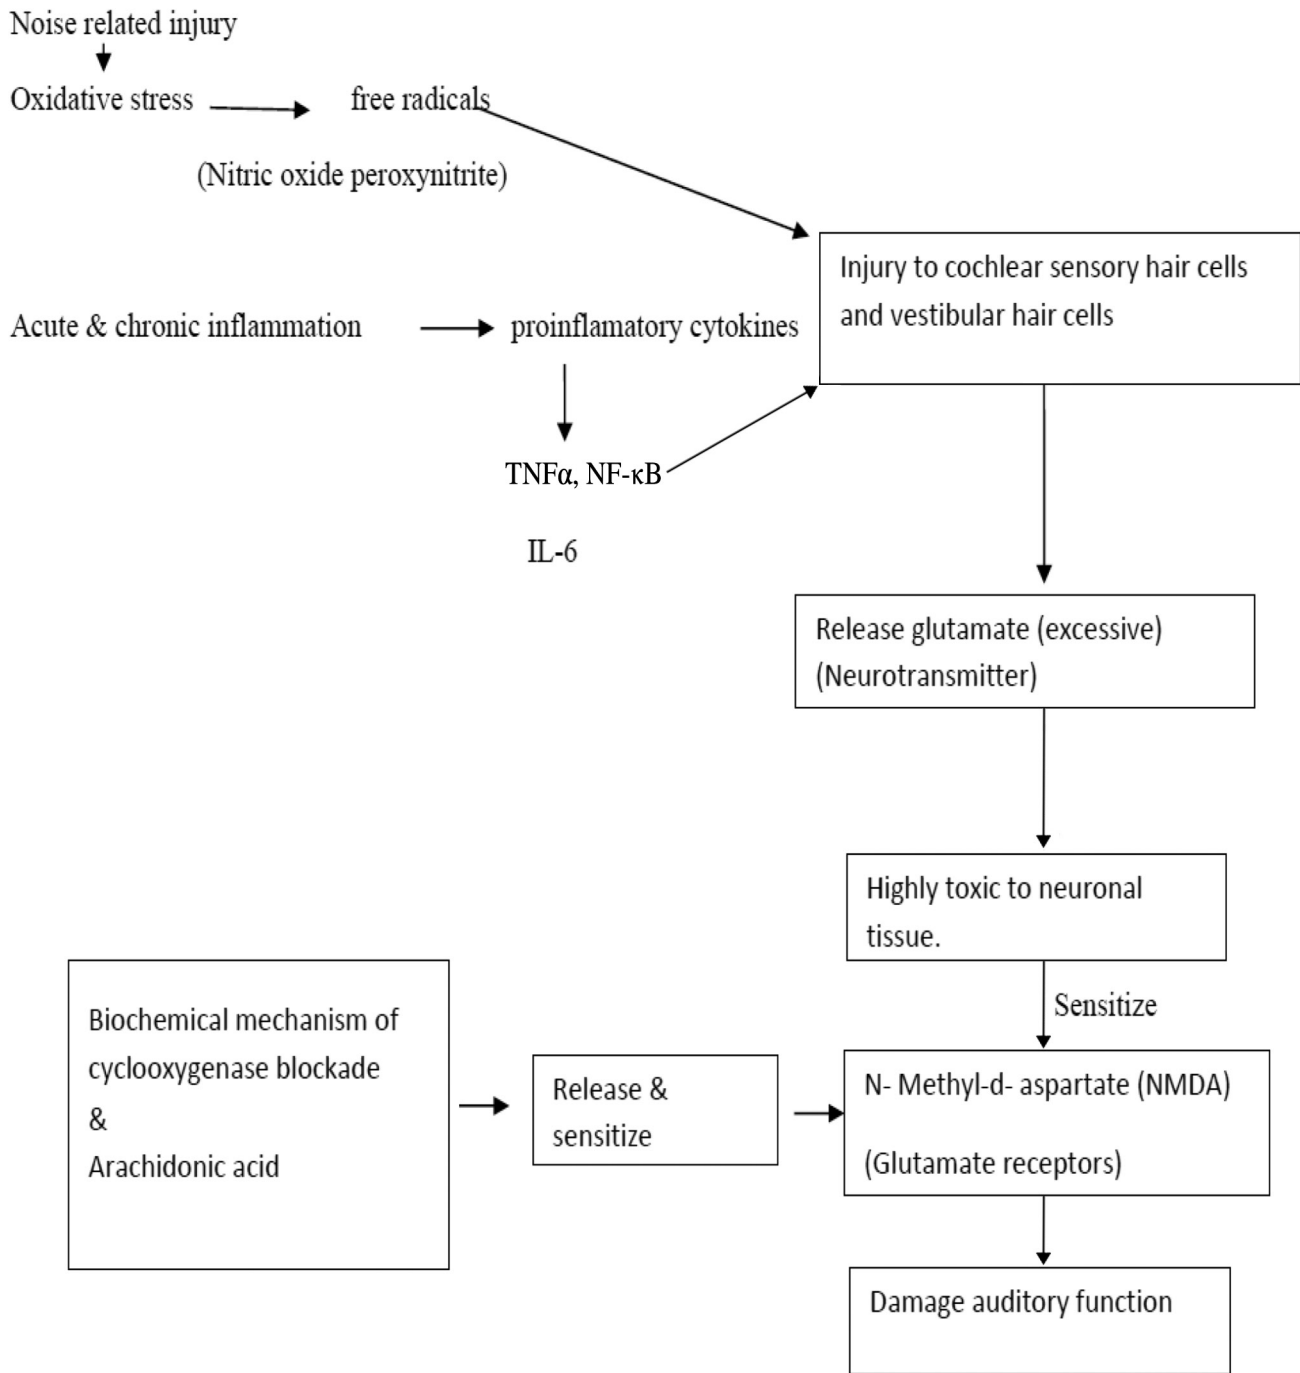 Noise related injury
Oxidative stress
free radicals
(Nitric oxide peroxynitrite)
Injury to cochlear sensory hair cells
and vestibular hair cells
Acute & chronic inflammation
proinflamatory cytokines
TNFα, NF-κB
IL-6
Release glutamate (excessive)
(Neurotransmitter)
Highly toxic to neuronal
tissue.
Sensitize
Biochemical mechanism of
cyclooxygenase blockade
&
Arachidonic acid
Release &
sensitize
N- Methyl-d- aspartate (NMDA)
(Glutamate receptors)
Damage auditory function